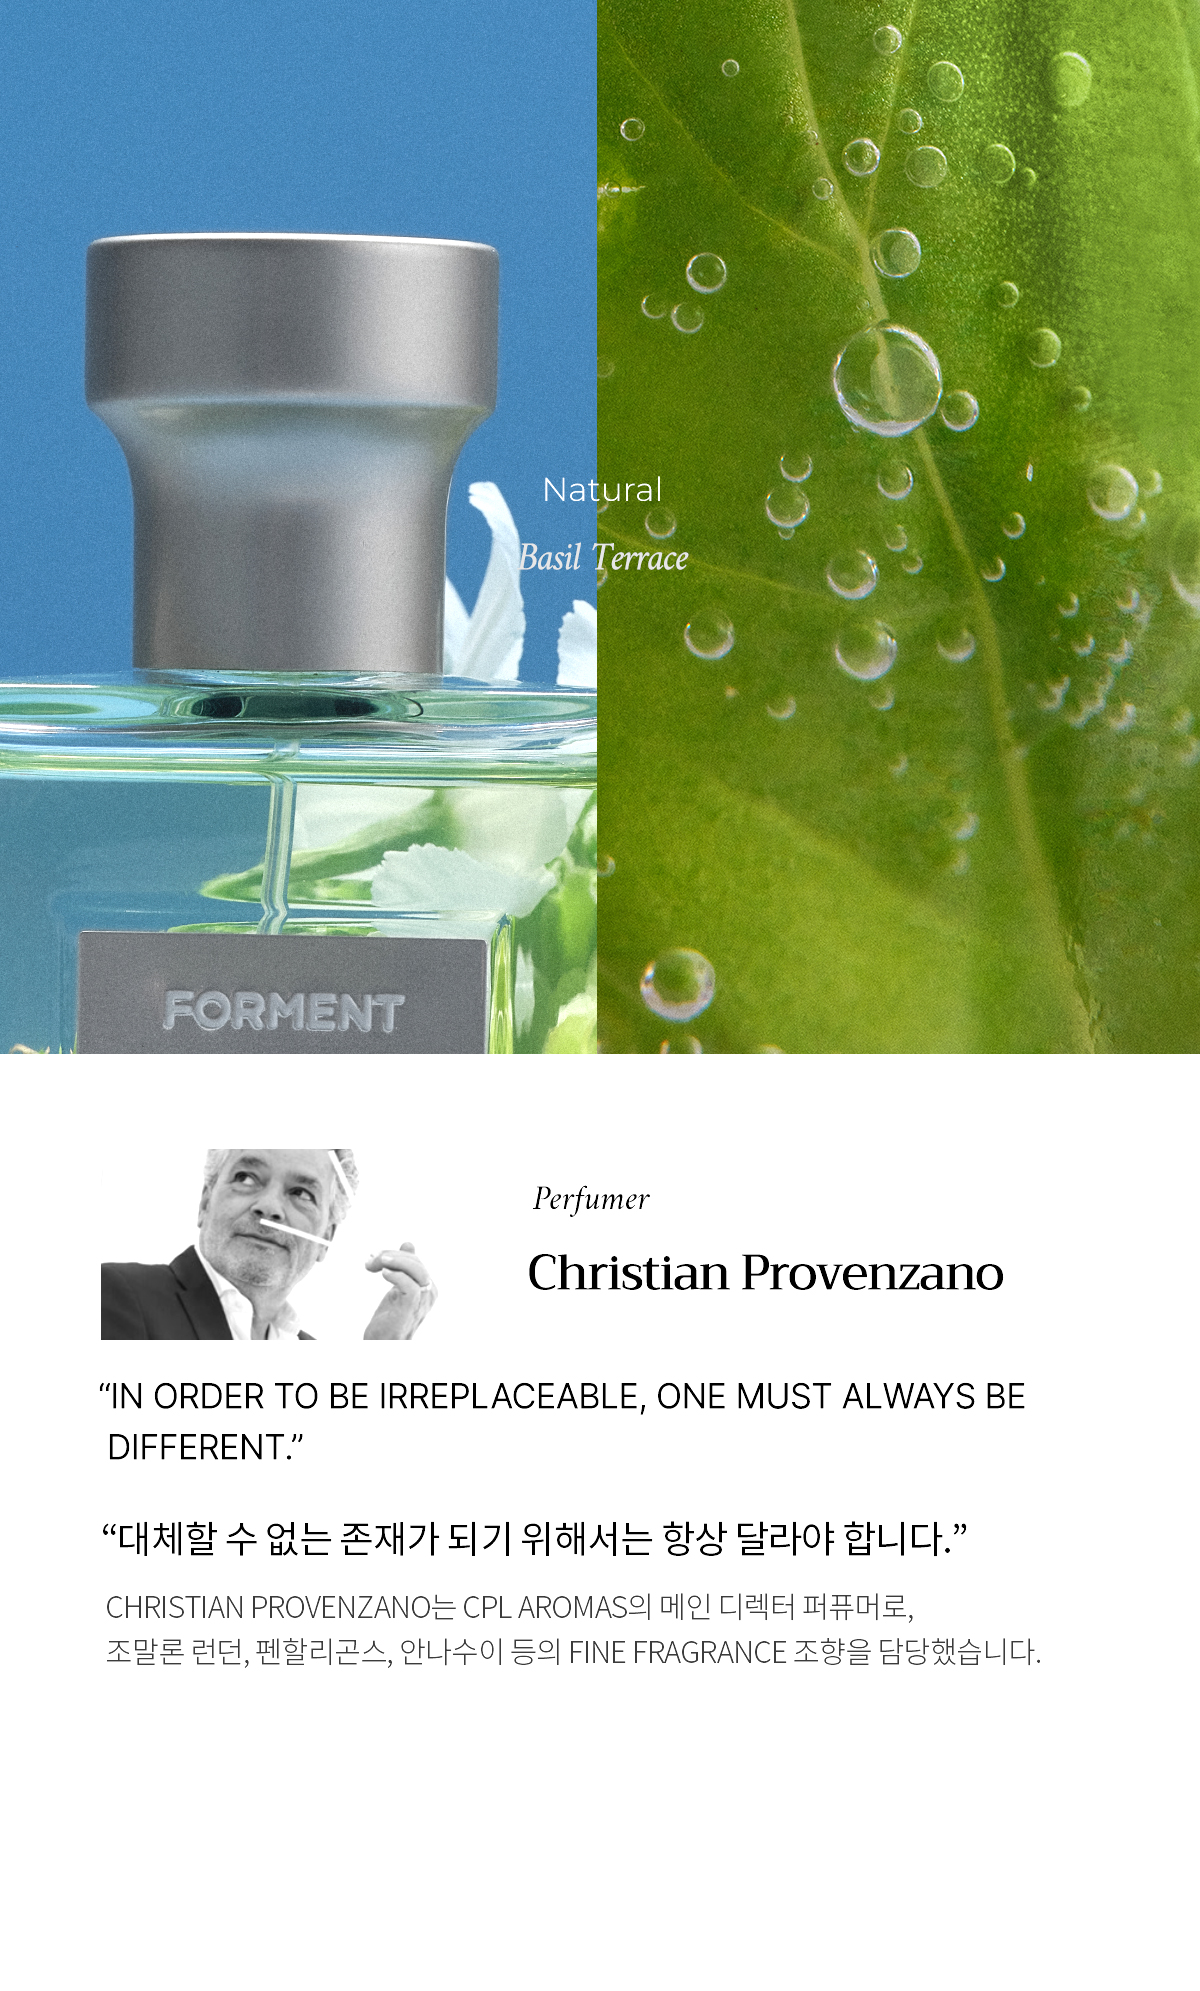 Natural
Basil Terrace
FORMENT
Perfumer
Christian Provenzano
“IN ORDER TO BE IRREPLACEABLE, ONE MUST ALWAYS BE
DIFFERENT.”
“대체할 수 없는 존재가 되기 위해서는 항상 달라야 합니다.”
CHRISTIAN PROVENZANO는 CPL AROMAS의 메인 디렉터 퍼퓨머로,
조말론 런던, 펜할리곤스, 안나수이 등의 FINE FRAGRANCE 조향을 담당했습니다.